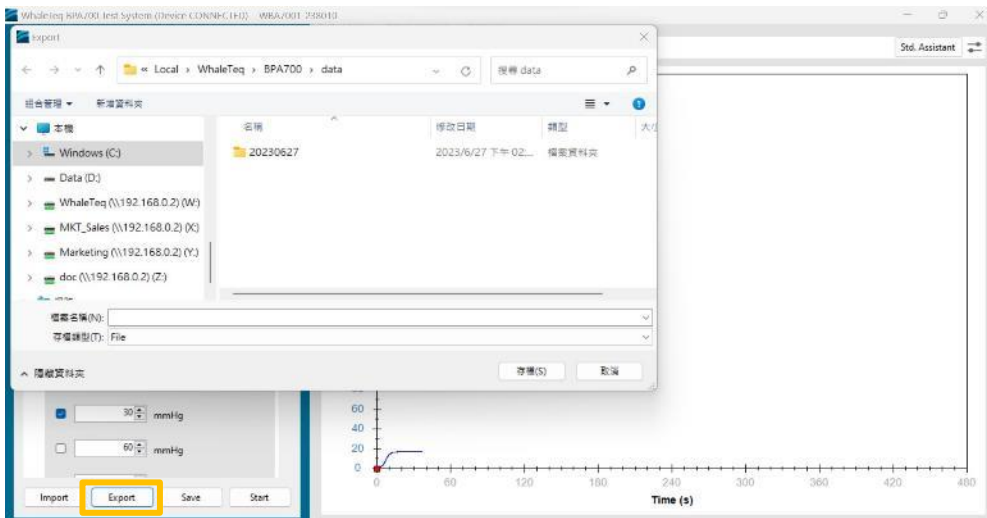 WhaleTeq BPA700 Test System (Device CONNECTED) WBA7001-238010
Export
Std. Assistant
« Local › WhaleTeq › BPA700 › data
搜尋 data
組合管理 新增資料夾
本機
名稱 修改日期 類型 大小
Windows (C:)
20230627 2023/6/27 下午 02:... 檔案資料夾
Data (D:)
WhaleTeq (\\192.168.0.2) (W:)
MKT_Sales (\\192.168.0.2) (X:)
Marketing (\\192.168.0.2) (Y:)
doc (\\192.168.0.2) (Z:)
檔案名稱(N):
存檔類型(T): File
隱藏資料夾 存檔(S) 取消
30 mmHg
60 mmHg
Import Export Save Start
60
40
20
0
0 60 120 180 240 300 360 420 480
Time (s)